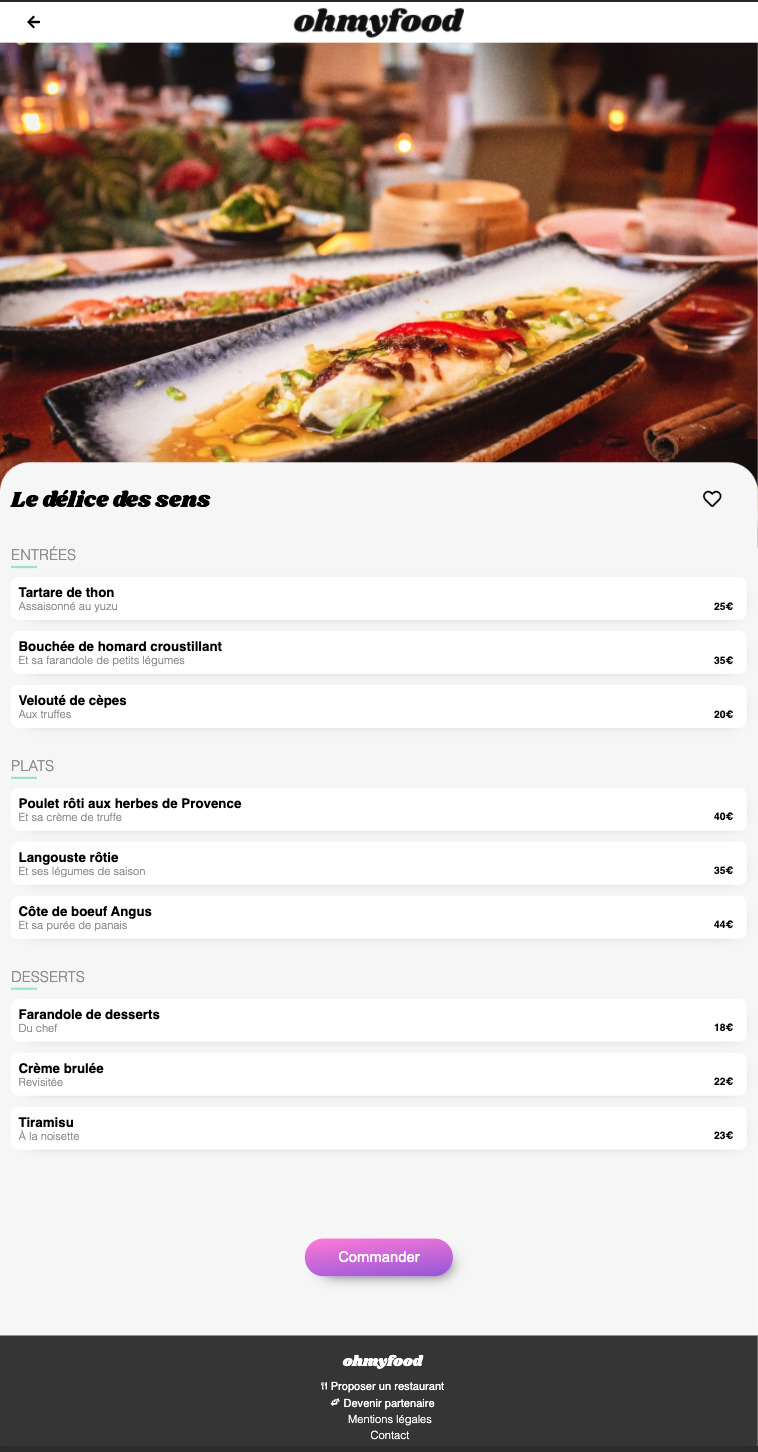 ohmyfood
Le délice des sens
ENTRÉES
Tartare de thon
Assaisonné au yuzu
25€
Bouchée de homard croustillant
Et sa farandole de petits légumes
35€
Velouté de cèpes
Aux truffes
20€
PLATS
Poulet rôti aux herbes de Provence
Et sa crème de truffe
40€
Langouste rôtie
Et ses légumes de saison
35€
Côte de boeuf Angus
Et sa purée de panais
44€
DESSERTS
Farandole de desserts
Du chef
18€
Crème brulée
Revisitée
22€
Tiramisu
À la noisette
23€
Commander
ohmyfood
Proposer un restaurant
Devenir partenaire
Mentions légales
Contact